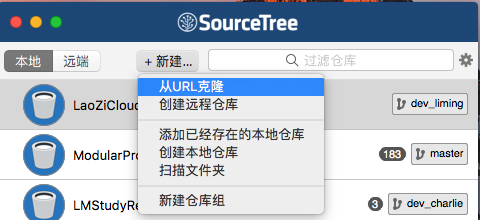 SourceTree
本地 远端 + 新建... 过滤仓库
从URL克隆
创建远程仓库
添加已经存在的本地仓库
创建本地仓库
扫描文件夹
新建仓库组
LaoZiCloud dev_liming
ModularPro 183 master
LMStudyRe 3 dev_charlie